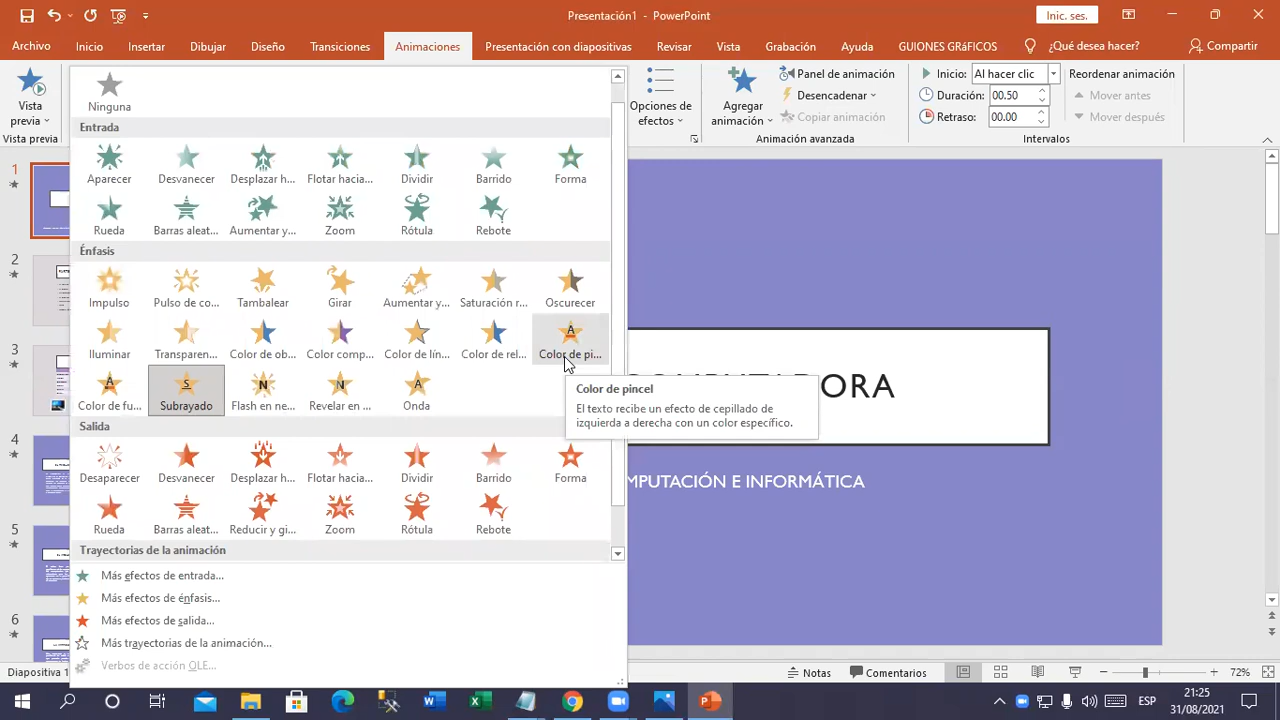 Presentación1 - PowerPoint
Inic. ses.
Archivo Inicio Insertar Dibujar Diseño Transiciones Animaciones Presentación con diapositivas Revisar Vista Grabación Ayuda GUIONES GRáFICOS ¿Qué desea hacer? Compartir
Vista previa
Vista previa
Ninguna
Opciones de efectos
Agregar animación
Panel de animación
Desencadenar
Copiar animación
Animación avanzada
Inicio: Al hacer clic
Duración: 00.50
Retraso: 00.00
Reordenar animación
Mover antes
Mover después
Intervalos
Entrada
Aparecer Desvanecer Desplazar h... Flotar hacia... Dividir Barrido Forma
Rueda Barras aleat... Aumentar y... Zoom Rótula Rebote
Énfasis
Impulso Pulso de co... Tambalear Girar Aumentar y... Saturación r... Oscurecer
Iluminar Transparen... Color de ob... Color comp... Color de lín... Color de rel... Color de pi...
Color de fu... Subrayado Flash en ne... Revelar en ... Onda
Color de pincel
El texto recibe un efecto de cepillado de
izquierda a derecha con un color específico.
Salida
Desaparecer Desvanecer Desplazar h... Flotar hacia... Dividir Barrido Forma
Rueda Barras aleat... Reducir y gi... Zoom Rótula Rebote
Trayectorias de la animación
Más efectos de entrada...
Más efectos de énfasis...
Más efectos de salida...
Más trayectorias de la animación...
Verbos de acción OLE...
1
2
3
4
5
6
ORA
MPUTACIÓN E INFORMÁTICA
Diapositiva 1
Notas Comentarios 72%
ESP
21:25
31/08/2021